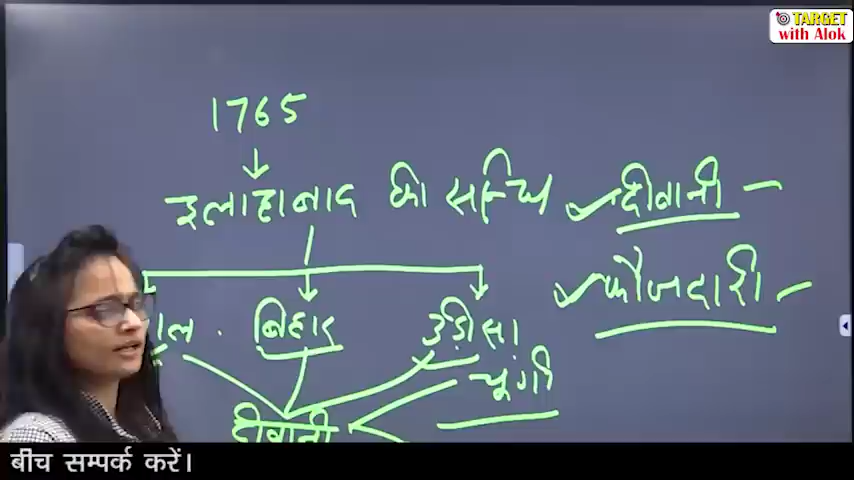 TARGET
with Alok
1765
इलाहाबाद की सन्धि ✓दीवानी –
✓फौजदारी –
ाल . बिहार उड़ीसा
चुंगी
दीवानी
बीच सम्पर्क करें।